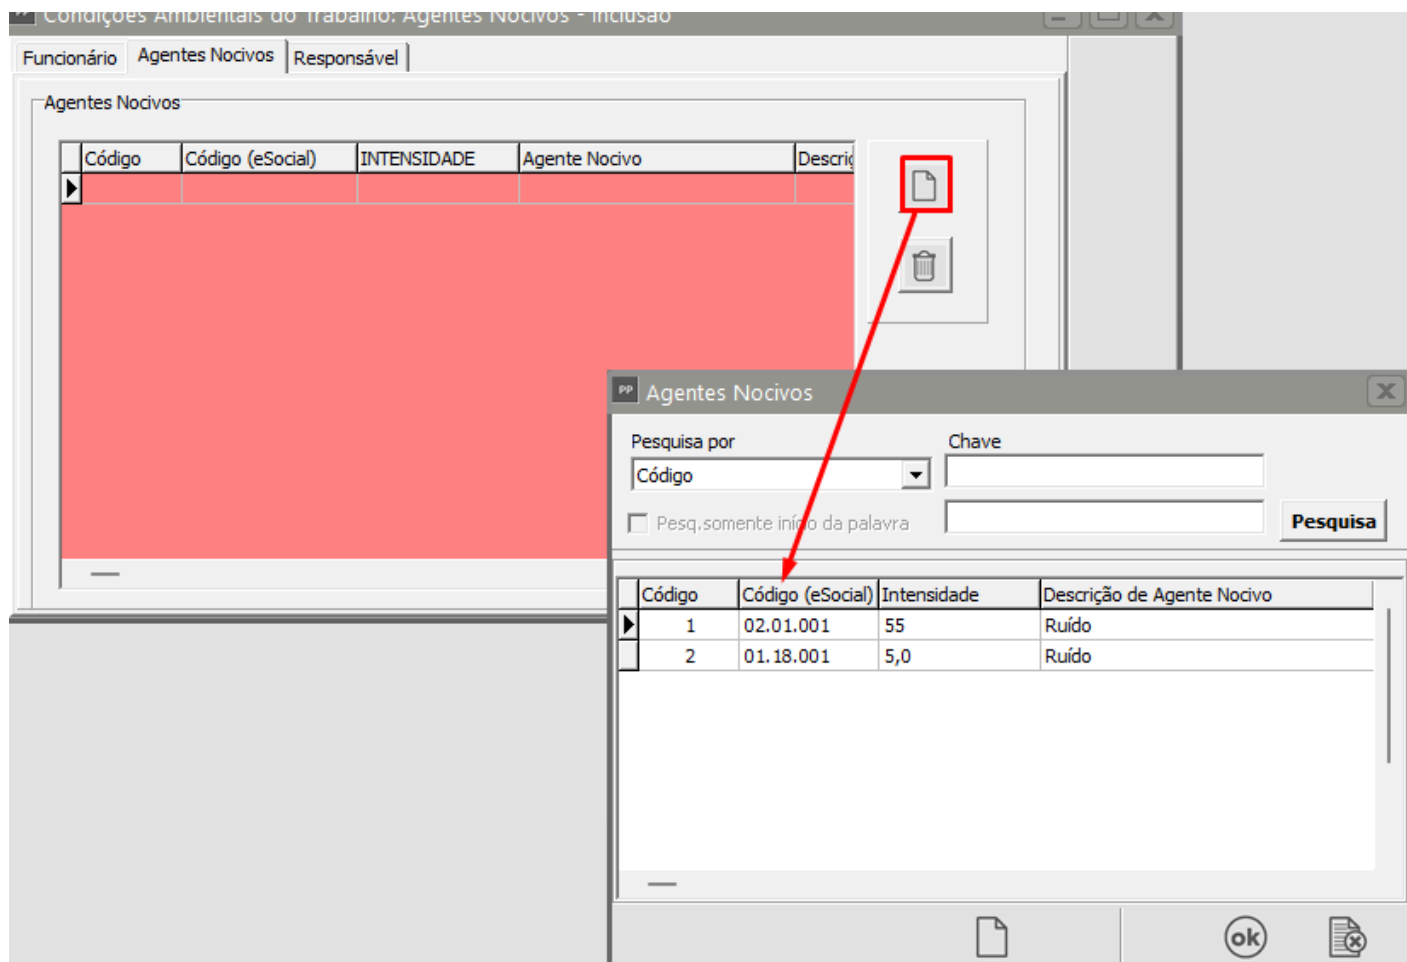 Condições Ambientais do Trabalho: Agentes Nocivos - Inclusão
Funcionário Agentes Nocivos Responsável
Agentes Nocivos
Código Código (eSocial) INTENSIDADE Agente Nocivo Descriç
PP Agentes Nocivos
Pesquisa por Chave
Código
Pesq.somente início da palavra Pesquisa
Código Código (eSocial) Intensidade Descrição de Agente Nocivo
1 02.01.001 55 Ruído
2 01.18.001 5,0 Ruído
ok